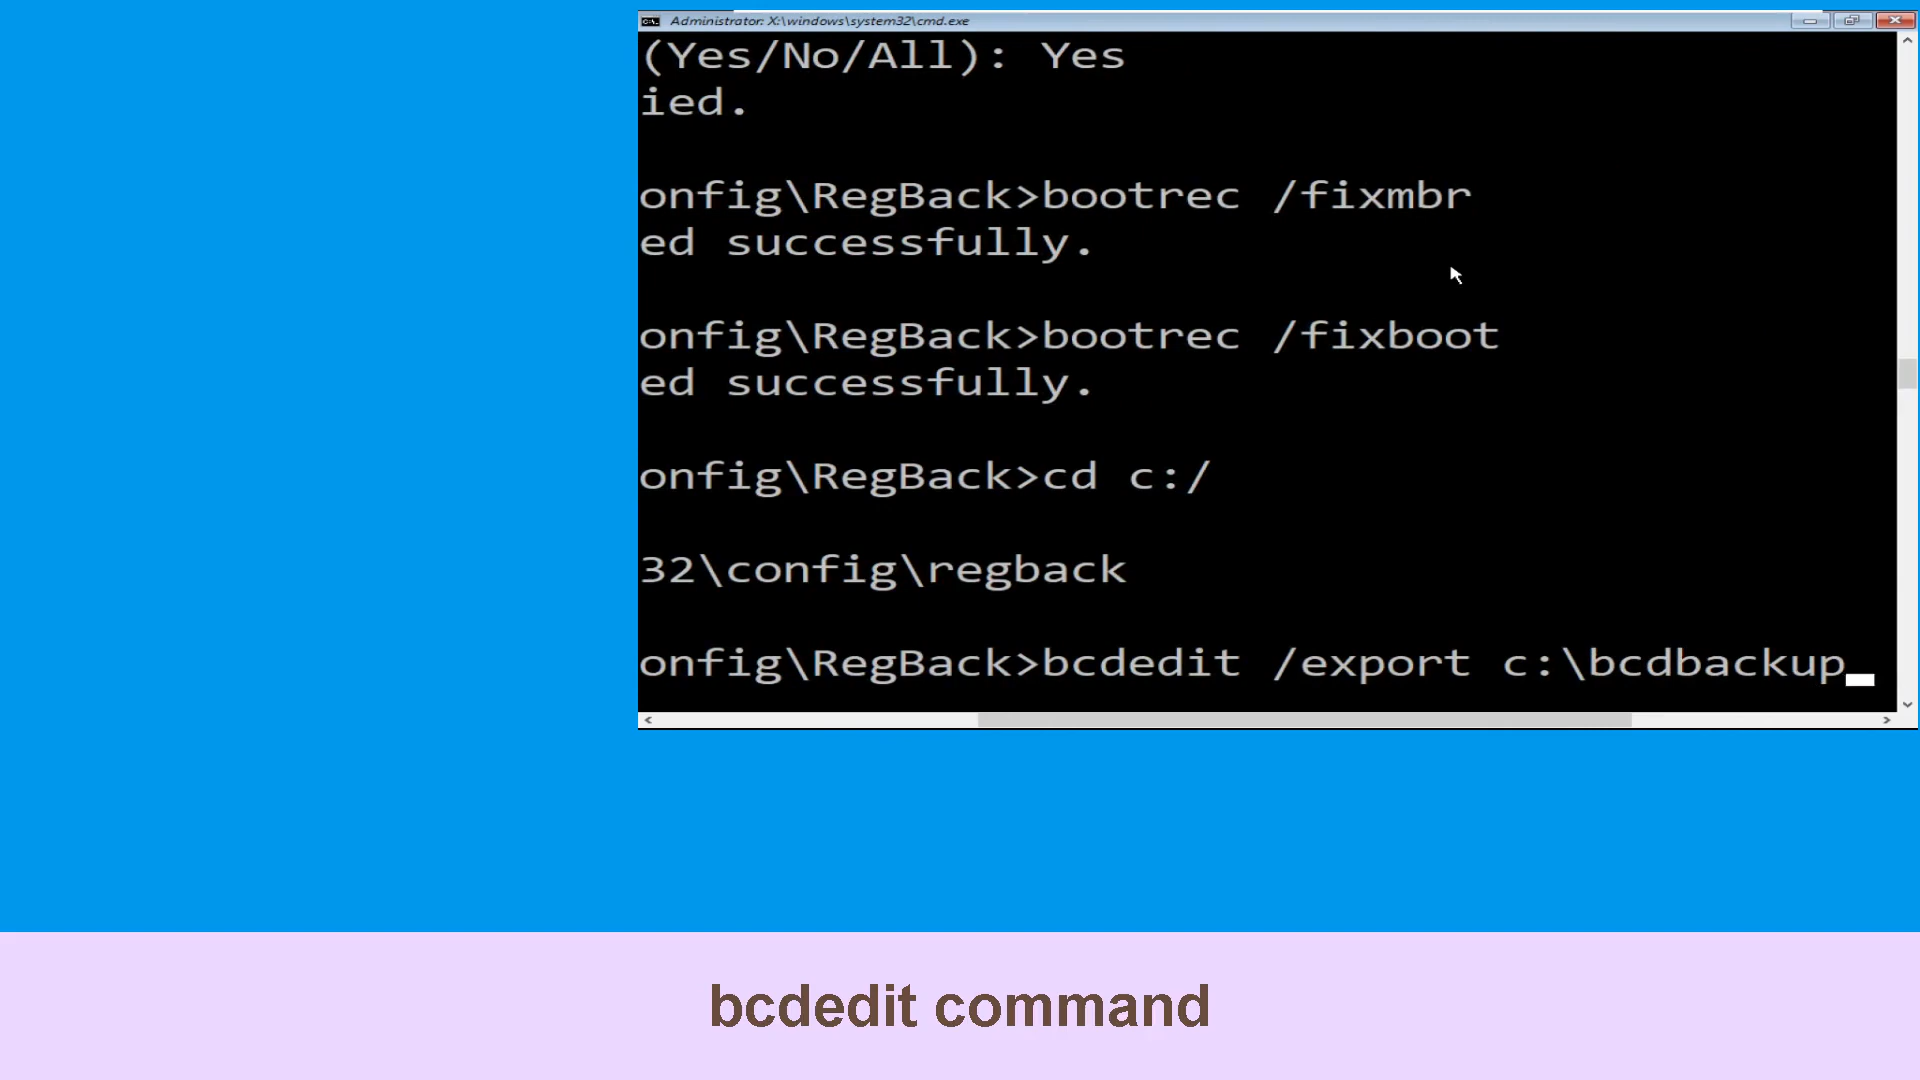 Administrator: X:\windows\system32\cmd.exe
(Yes/No/All): Yes
ied.
onfig\RegBack>bootrec /fixmbr
ed successfully.
onfig\RegBack>bootrec /fixboot
ed successfully.
onfig\RegBack>cd c:/
32\config\regback
onfig\RegBack>bcdedit /export c:\bcdbackup
bcdedit command